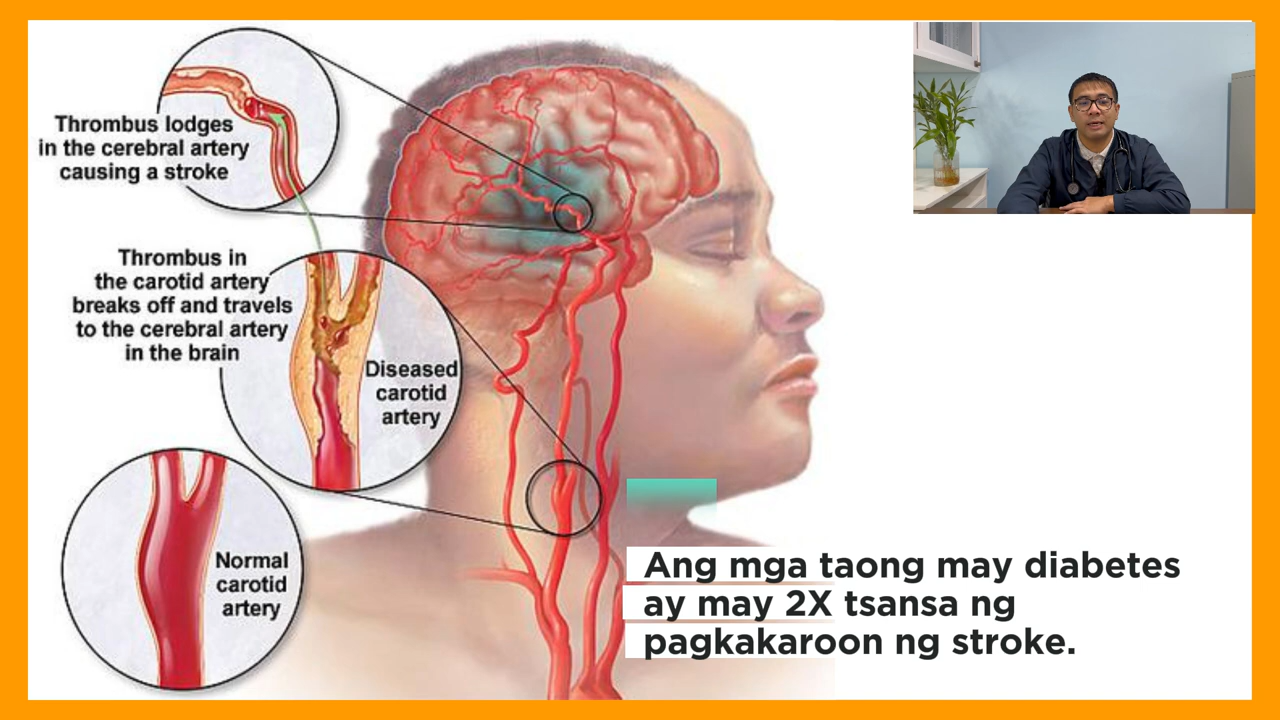 Thrombus lodges
in the cerebral artery
causing a stroke
Thrombus in
the carotid artery
breaks off and travels
to the cerebral artery
in the brain
Diseased
carotid
artery
Normal
carotid
artery
Ang mga taong may diabetes
ay may 2X tsansa ng
pagkakaroon ng stroke.